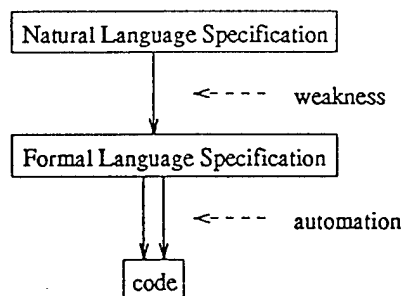 Natural Language Specification
weakness
Formal Language Specification
automation
code